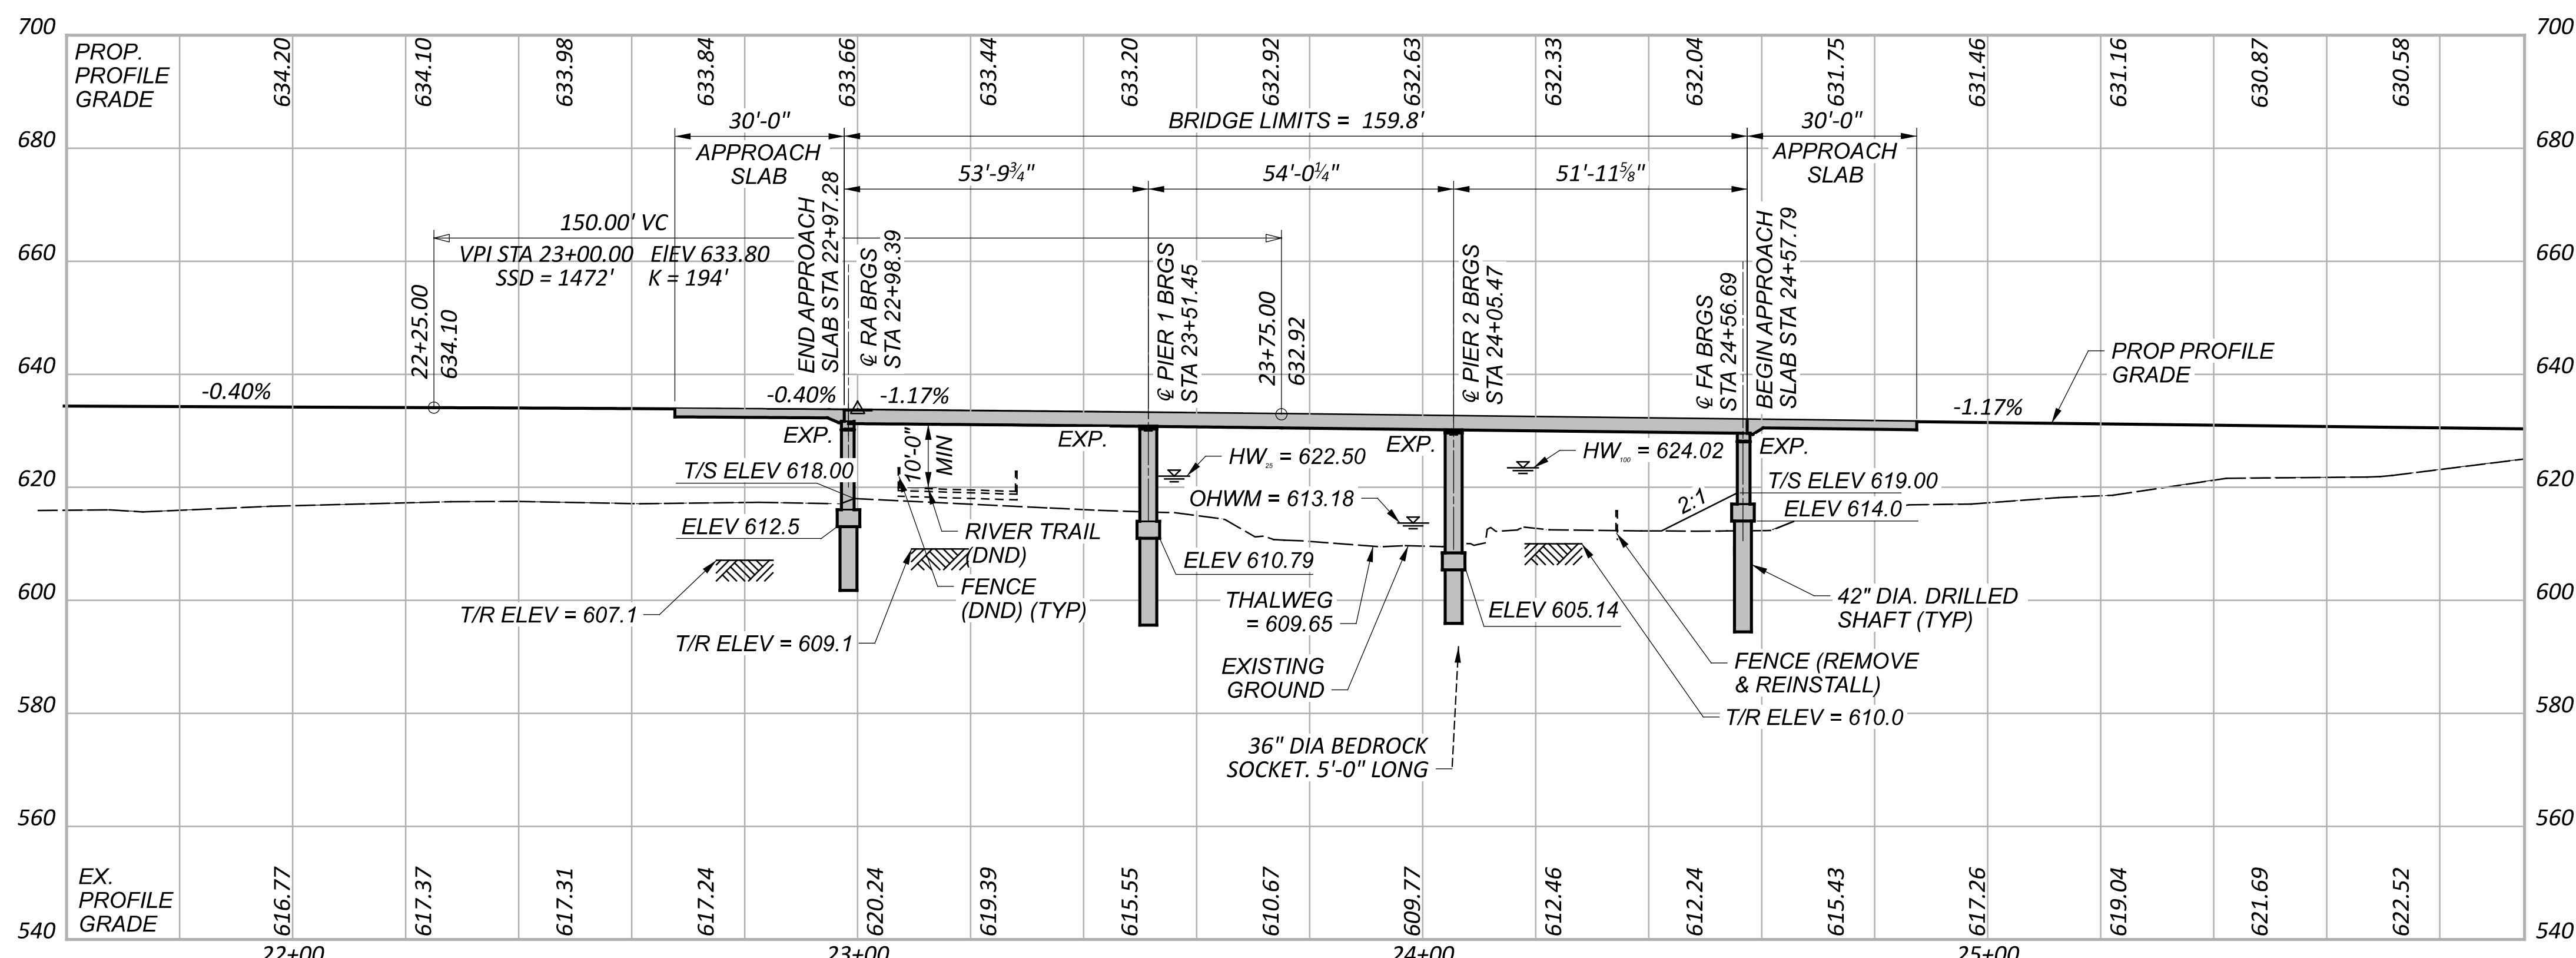 700
700
PROP.
PROFILE
GRADE
634.20
634.10
633.98
633.84
633.66
633.44
633.20
632.92
632.63
632.33
632.04
631.75
631.46
631.16
630.87
630.58
30'-0"
BRIDGE LIMITS = 159.8'
30'-0"
680
680
APPROACH
SLAB
APPROACH
SLAB
53'-9¾"
54'-0¼"
51'-11⅝"
150.00' VC
VPI STA 23+00.00 ElEV 633.80
SSD = 1472' K = 194'
660
660
22+25.00
634.10
END APPROACH
SLAB STA 22+97.28
℄ RA BRGS
STA 22+98.39
℄ PIER 1 BRGS
STA 23+51.45
23+75.00
632.92
℄ PIER 2 BRGS
STA 24+05.47
℄ FA BRGS
STA 24+56.69
BEGIN APPROACH
SLAB STA 24+57.79
PROP PROFILE
GRADE
640
640
-0.40%
-0.40%
-1.17%
-1.17%
EXP.
EXP.
EXP.
EXP.
10'-0"
MIN
HW25 = 622.50
HW100 = 624.02
T/S ELEV 618.00
T/S ELEV 619.00
620
620
OHWM = 613.18
2:1
ELEV 614.0
ELEV 612.5
RIVER TRAIL
(DND)
ELEV 610.79
FENCE
(DND) (TYP)
600
600
T/R ELEV = 607.1
T/R ELEV = 609.1
THALWEG
= 609.65
ELEV 605.14
42" DIA. DRILLED
SHAFT (TYP)
EXISTING
GROUND
FENCE (REMOVE
& REINSTALL)
T/R ELEV = 610.0
580
580
36" DIA BEDROCK
SOCKET. 5'-0" LONG
560
560
EX.
PROFILE
GRADE
616.77
617.37
617.31
617.24
620.24
619.39
615.55
610.67
609.77
612.46
612.24
615.43
617.26
619.04
621.69
622.52
540
540
22+00
23+00
24+00
25+00